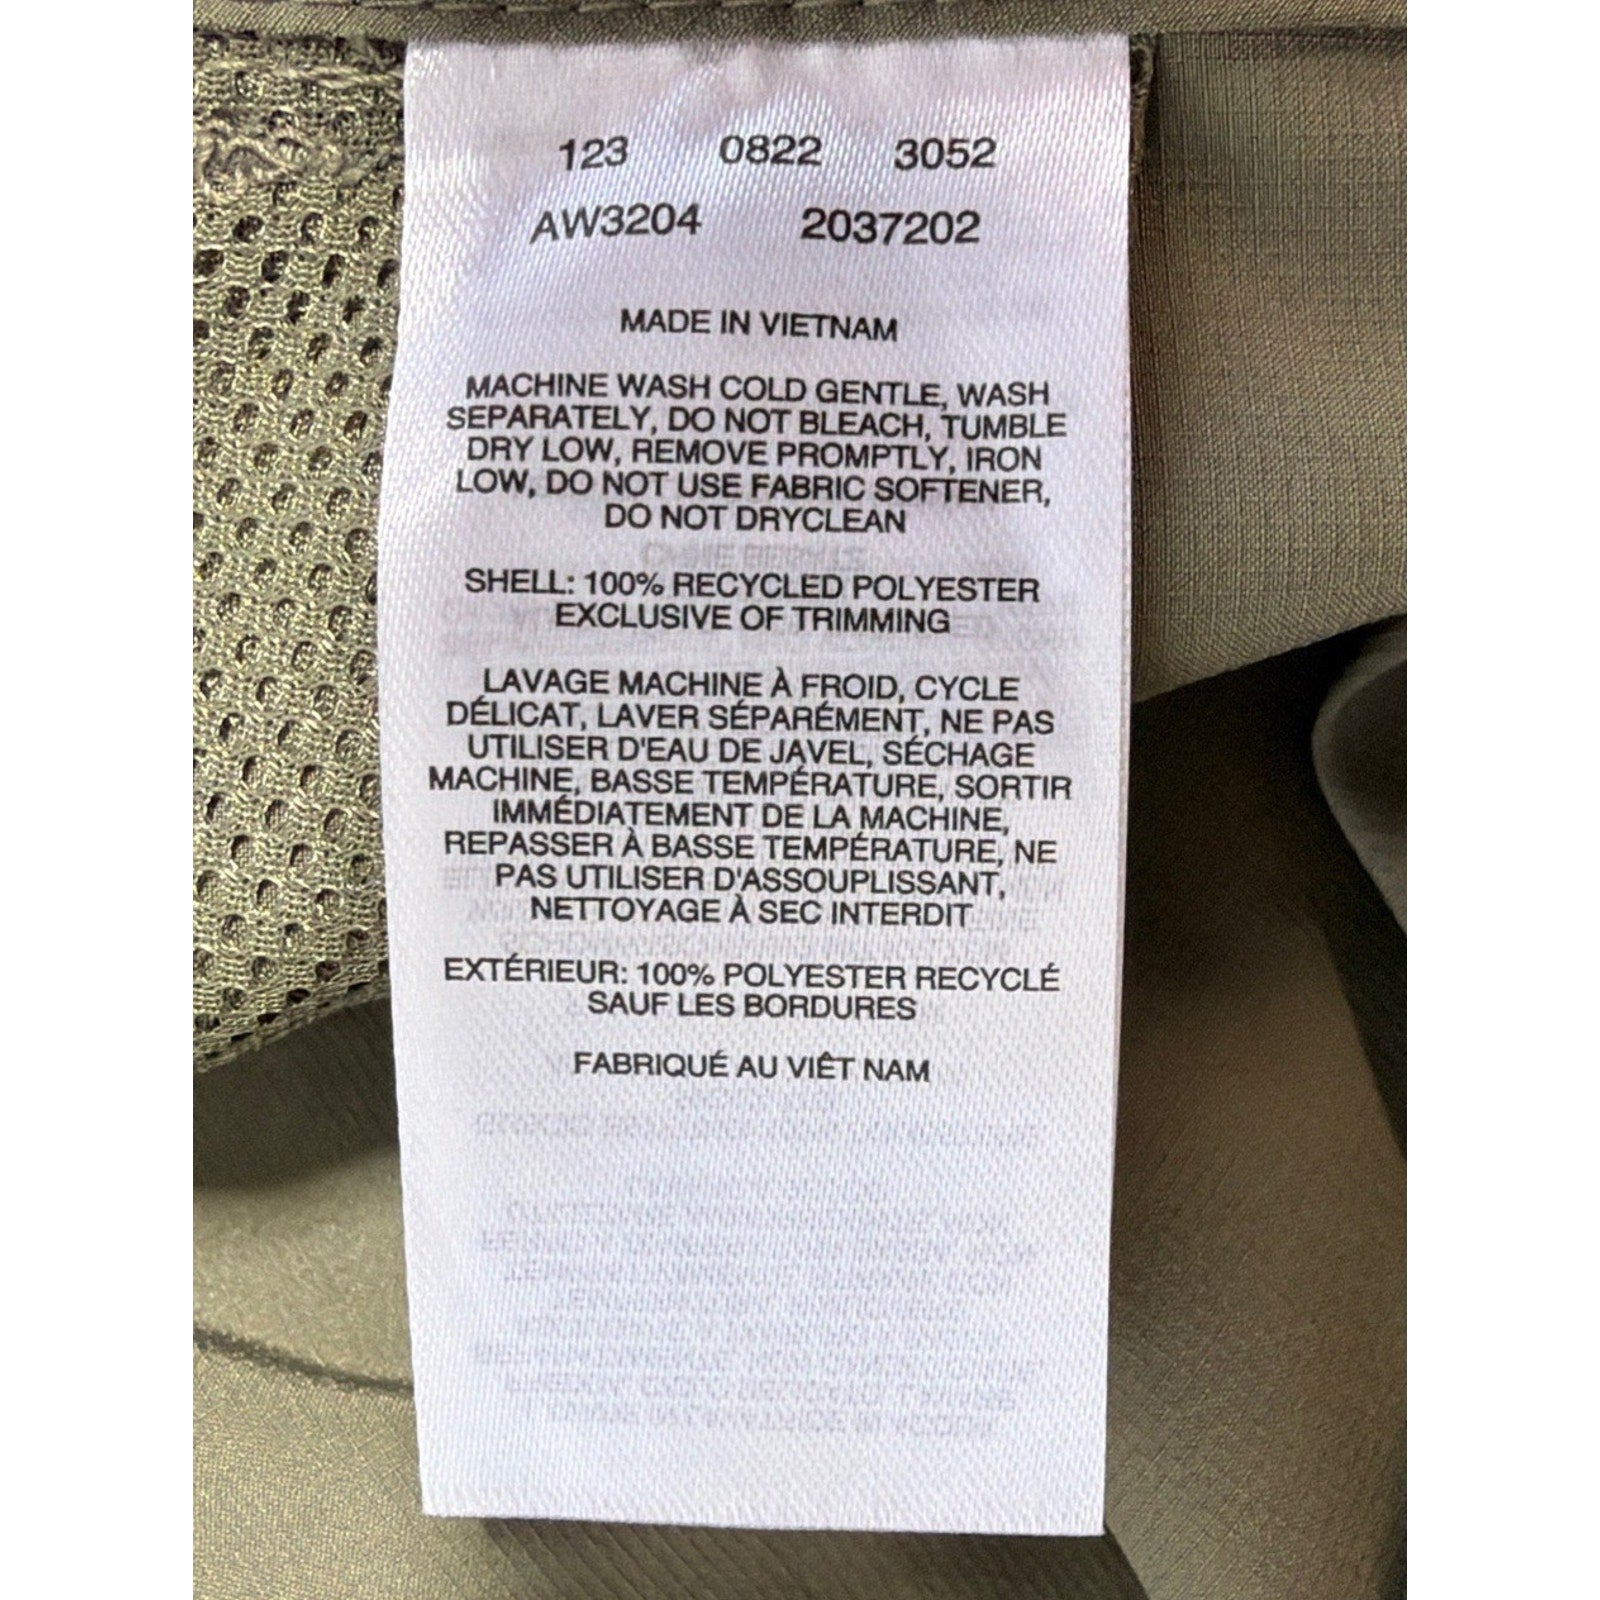 123 0822 3052
AW3204 2037202
MADE IN VIETNAM
MACHINE WASH COLD GENTLE, WASH
SEPARATELY, DO NOT BLEACH, TUMBLE
DRY LOW, REMOVE PROMPTLY, IRON
LOW, DO NOT USE FABRIC SOFTENER,
DO NOT DRYCLEAN
SHELL: 100% RECYCLED POLYESTER
EXCLUSIVE OF TRIMMING
LAVAGE MACHINE À FROID, CYCLE
DÉLICAT, LAVER SÉPARÉMENT, NE PAS
UTILISER D'EAU DE JAVEL, SÉCHAGE
MACHINE, BASSE TEMPÉRATURE, SORTIR
IMMÉDIATEMENT DE LA MACHINE,
REPASSER À BASSE TEMPÉRATURE, NE
PAS UTILISER D'ASSOUPLISSANT,
NETTOYAGE À SEC INTERDIT
EXTÉRIEUR: 100% POLYESTER RECYCLÉ
SAUF LES BORDURES
FABRIQUÉ AU VIÊT NAM